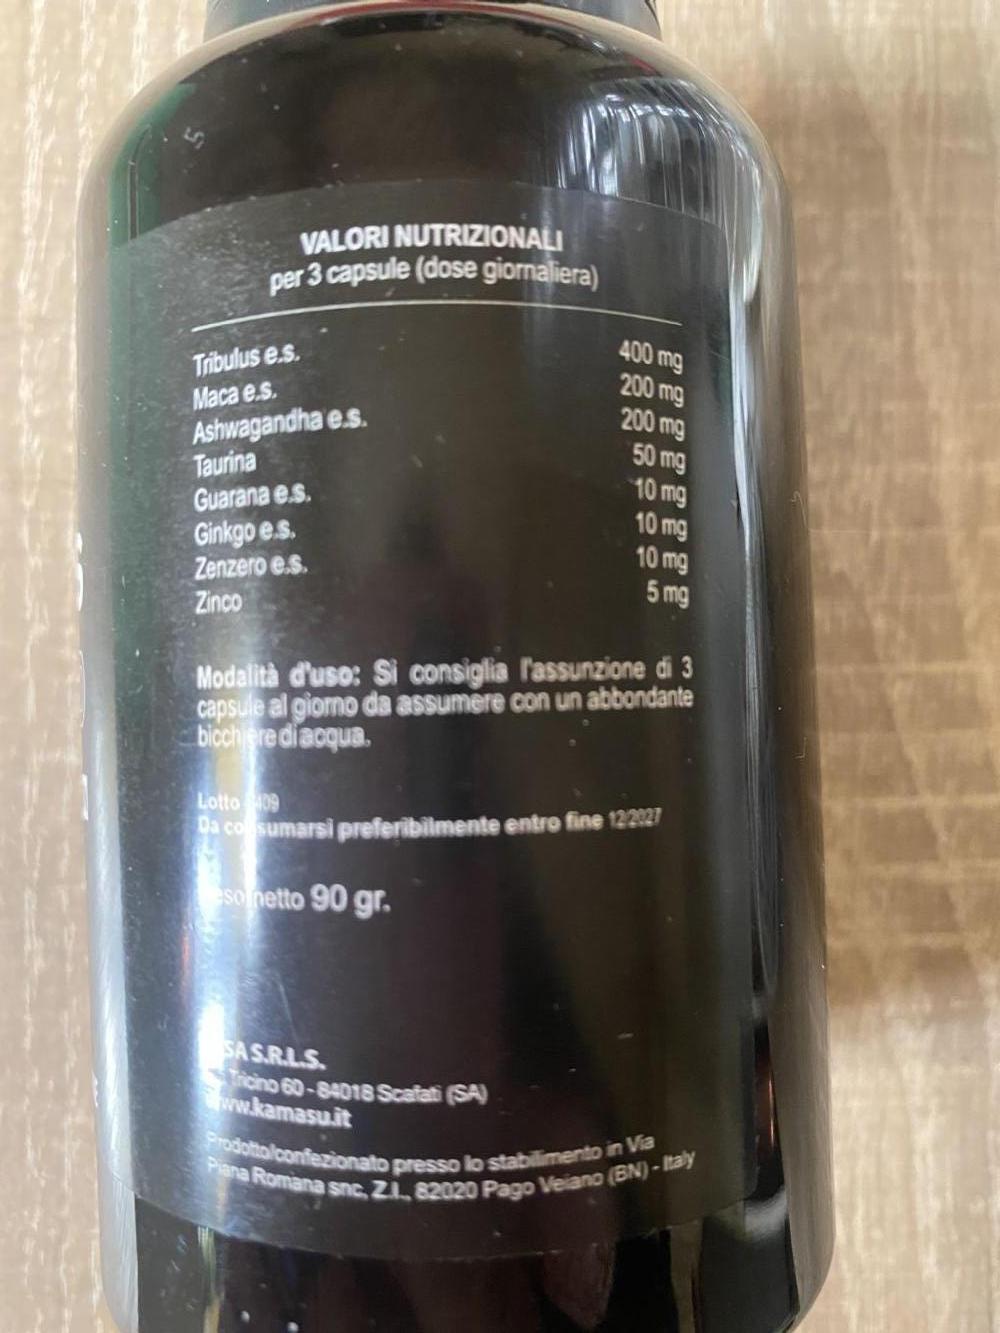 VALORI NUTRIZIONALI
per 3 capsule (dose giornaliera)
Tribulus e.s. 400 mg
Maca e.s. 200 mg
Ashwagandha e.s. 200 mg
Taurina 50 mg
Guarana e.s. 10 mg
Ginkgo e.s. 10 mg
Zenzero e.s. 10 mg
Zinco 5 mg
Modalità d'uso: Si consiglia l'assunzione di 3
capsule al giorno da assumere con un abbondante
bicchiere di acqua.
Lotto
Da consumarsi preferibilmente entro fine 12/2027
Peso netto 90 gr.
S.R.L.S.
Tricino 60 - 84018 Scafati (SA)
www.kamasu.it
Prodotto/confezionato presso lo stabilimento in Via
Piana Romana snc, Z.I., 82020 Pago Veiano (BN) - Italy